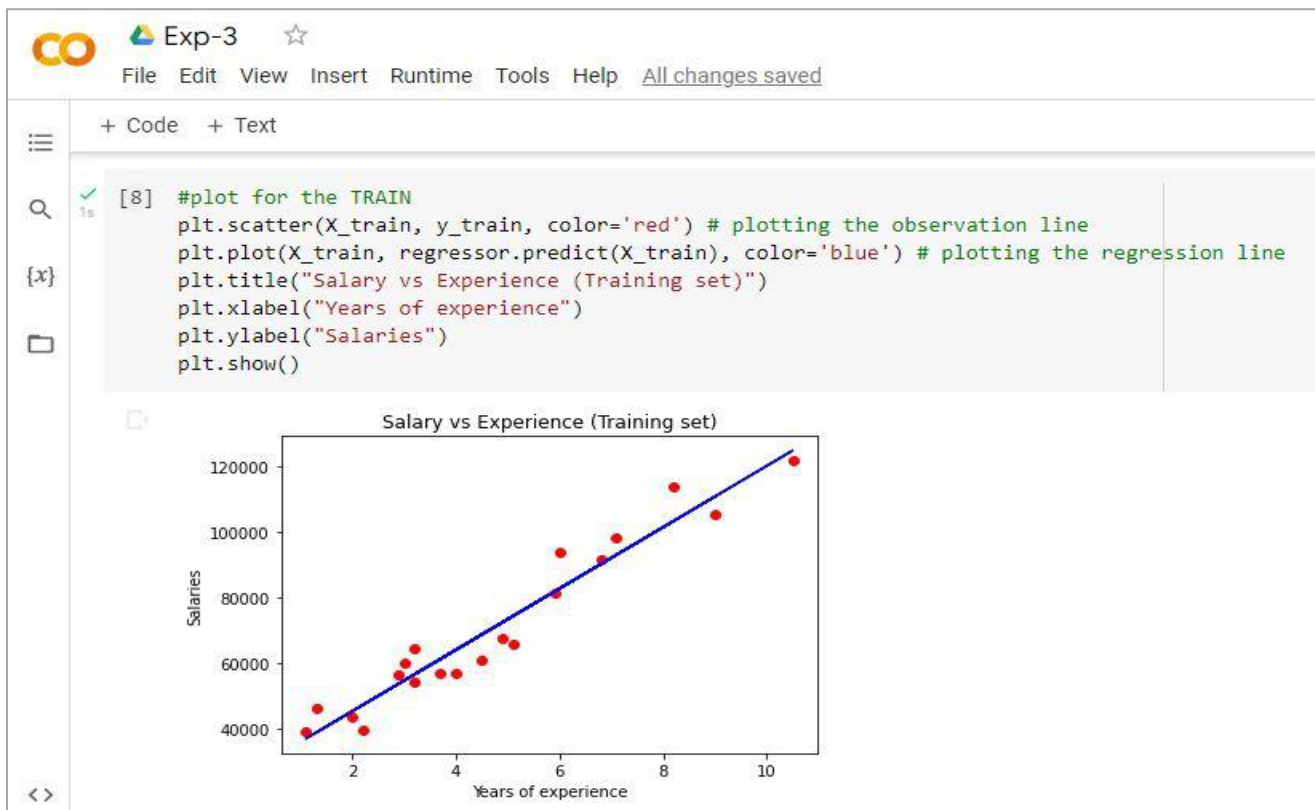 Exp-3
File Edit View Insert Runtime Tools Help All changes saved
+ Code + Text
[8] #plot for the TRAIN
1s
plt.scatter(X_train, y_train, color='red') # plotting the observation line
plt.plot(X_train, regressor.predict(X_train), color='blue') # plotting the regression line
{x}
plt.title("Salary vs Experience (Training set)")
plt.xlabel("Years of experience")
plt.ylabel("Salaries")
plt.show()
Salary vs Experience (Training set)
120000
100000
80000
60000
40000
Salaries
2 4 6 8 10
Years of experience
<>